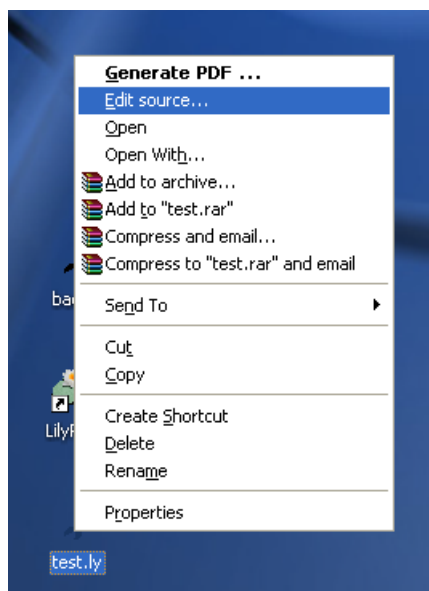 Generate PDF ...
Edit source...
Open
Open With...
Add to archive...
Add to "test.rar"
Compress and email...
Compress to "test.rar" and email
Send To
Cut
Copy
Create Shortcut
Delete
Rename
Properties
test.ly